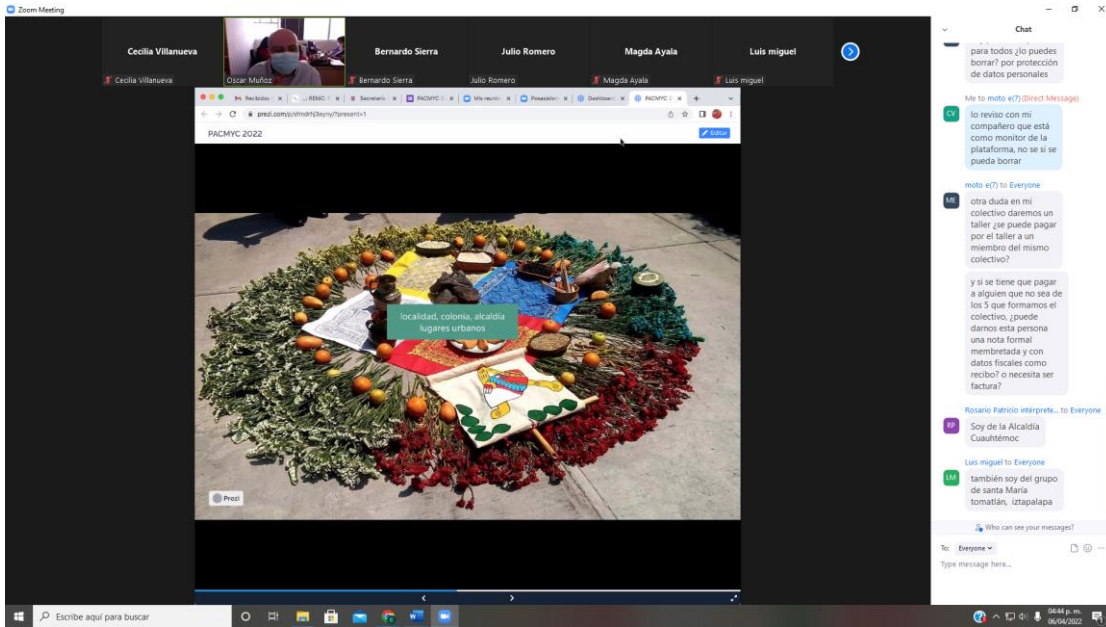 Zoom Meeting
Cecilia Villanueva
Bernardo Sierra
Julio Romero
Magda Ayala
Luis miguel
Cecilia Villanueva
Oscar Muñoz
Bernardo Sierra
Julio Romero
Magda Ayala
Luis miguel
PACMYC 2022
Editar
localidad, colonia, alcaldía
lugares urbanos
Prezi
Chat
para todos ¿lo puedes
borrar? por protección
de datos personales
Me to moto e(7) (Direct Message)
CV
lo reviso con mi
compañero que está
como monitor de la
plataforma, no se si se
pueda borrar
moto e(7) to Everyone
ME
otra duda en mi
colectivo daremos un
taller ¿se puede pagar
por el taller a un
miembro del mismo
colectivo?
y si se tiene que pagar
a alguien que no sea de
los 5 que formamos el
colectivo, ¿puede
darnos esta persona
una nota formal
membretada y con
datos fiscales como
recibo? o necesita ser
factura?
Rosario Patricio intérprete... to Everyone
RP
Soy de la Alcaldía
Cuauhtémoc
Luis miguel to Everyone
LM
también soy del grupo
de santa María
tomatlán, iztapalapa
Who can see your messages?
To: Everyone
Type message here...
Escribe aquí para buscar
04:44 p. m.
06/04/2022